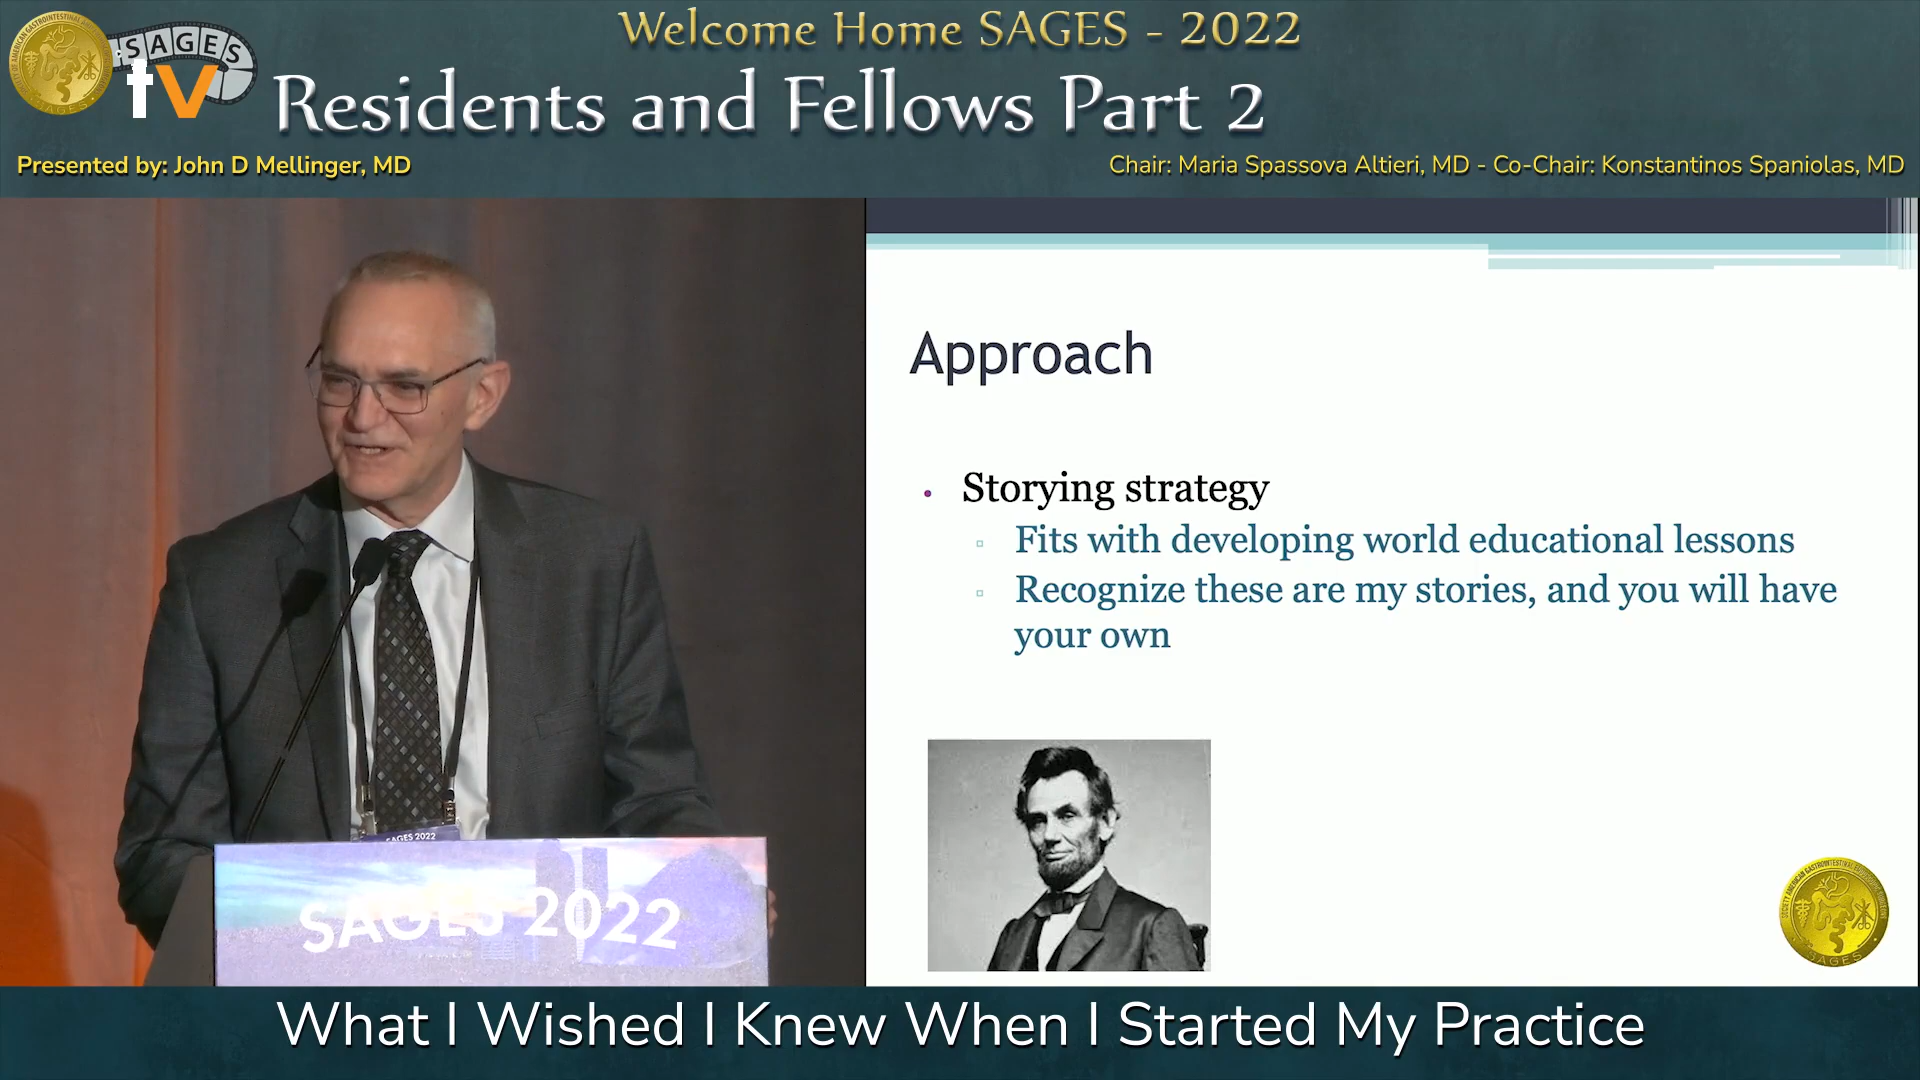 Welcome Home SAGES - 2022
SAGES
tv
Residents and Fellows Part 2
Presented by: John D Mellinger, MD
Chair: Maria Spassova Altieri, MD - Co-Chair: Konstantinos Spaniolas, MD
Approach
• Storying strategy
▫ Fits with developing world educational lessons
▫ Recognize these are my stories, and you will have
your own
SAGES 2022
SAGES 2022
SAGES
What I Wished I Knew When I Started My Practice